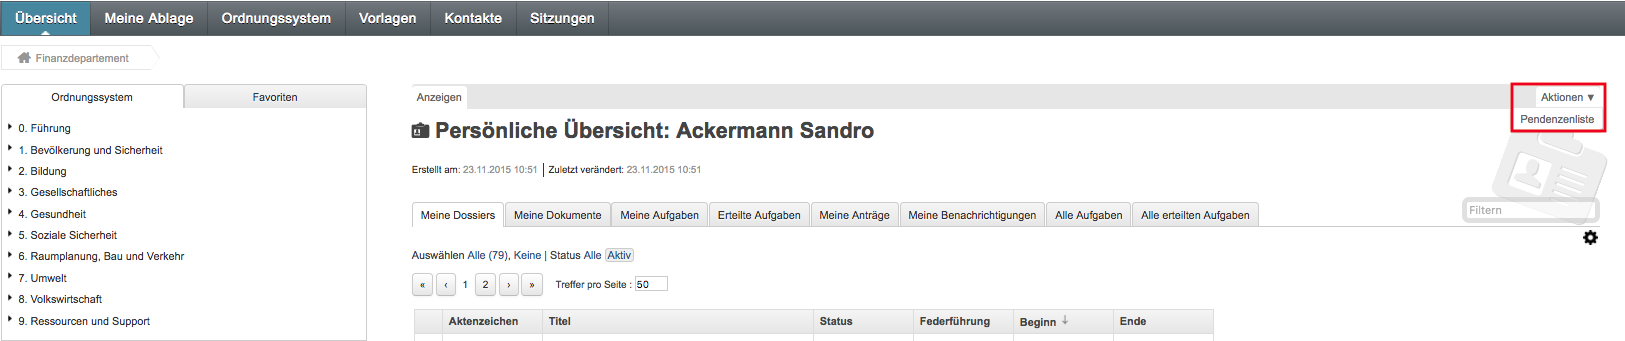 Übersicht Meine Ablage Ordnungssystem Vorlagen Kontakte Sitzungen
Finanzdepartement
Ordnungssystem Favoriten
0. Führung
1. Bevölkerung und Sicherheit
2. Bildung
3. Gesellschaftliches
4. Gesundheit
5. Soziale Sicherheit
6. Raumplanung, Bau und Verkehr
7. Umwelt
8. Volkswirtschaft
9. Ressourcen und Support
Anzeigen Aktionen ▼
Pendenzenliste
Persönliche Übersicht: Ackermann Sandro
Erstellt am: 23.11.2015 10:51 | Zuletzt verändert: 23.11.2015 10:51
Meine Dossiers Meine Dokumente Meine Aufgaben Erteilte Aufgaben Meine Anträge Meine Benachrichtigungen Alle Aufgaben Alle erteilten Aufgaben
Filtern
Auswählen Alle (79), Keine | Status Alle Aktiv
« ‹ 1 2 › » Treffer pro Seite : 50
Aktenzeichen Titel Status Federführung Beginn ↓ Ende